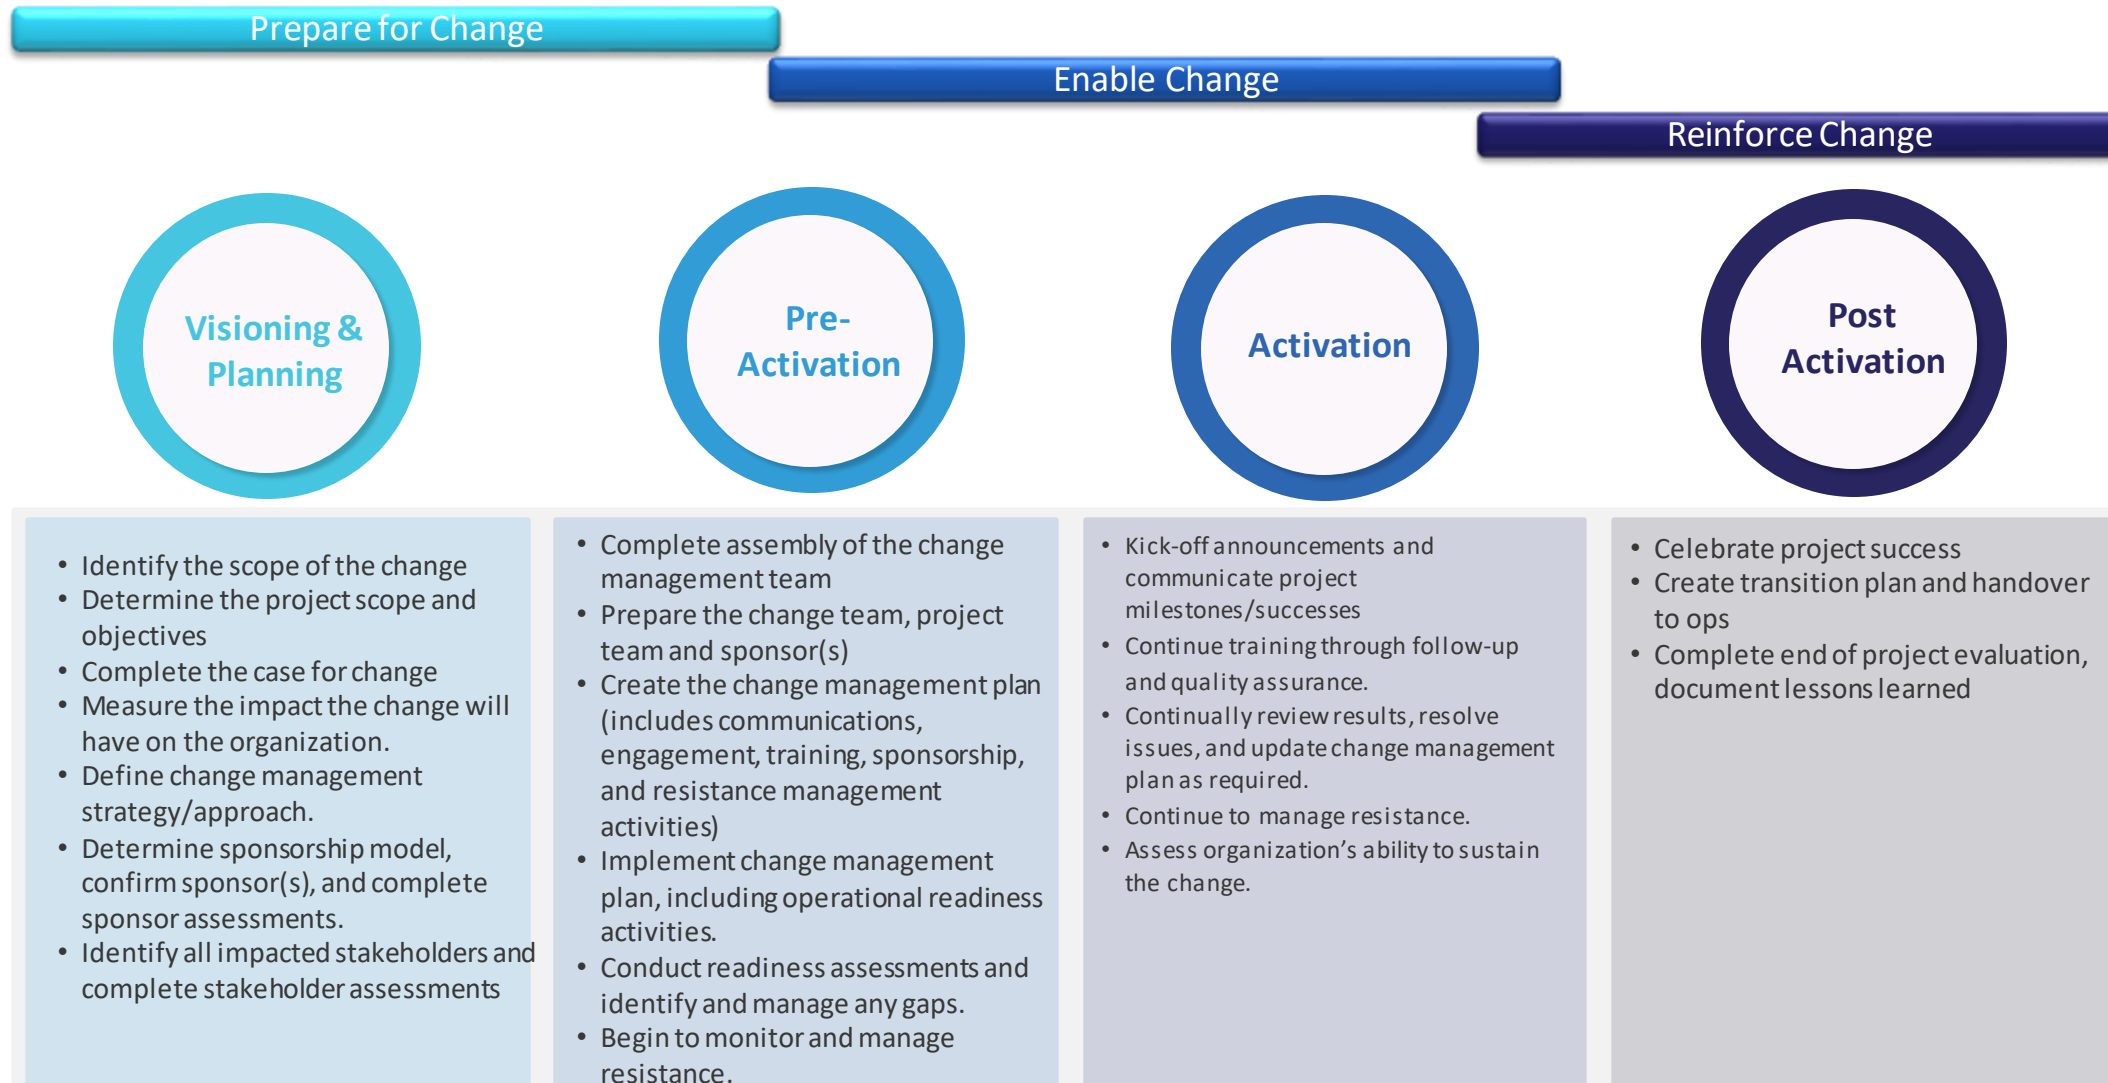 Prepare for Change
Enable Change
Reinforce Change
Visioning &
Planning
Pre-
Activation
Activation
Post
Activation
• Identify the scope of the change
• Determine the project scope and
objectives
• Complete the case for change
• Measure the impact the change will
have on the organization.
• Define change management
strategy/approach.
• Determine sponsorship model,
confirm sponsor(s), and complete
sponsor assessments.
• Identify all impacted stakeholders and
complete stakeholder assessments
• Complete assembly of the change
management team
• Prepare the change team, project
team and sponsor(s)
• Create the change management plan
(includes communications,
engagement, training, sponsorship,
and resistance management
activities)
• Implement change management
plan, including operational readiness
activities.
• Conduct readiness assessments and
identify and manage any gaps.
• Begin to monitor and manage
resistance.
• Kick-off announcements and
communicate project
milestones/successes
• Continue training through follow-up
and quality assurance.
• Continually review results, resolve
issues, and update change management
plan as required.
• Continue to manage resistance.
• Assess organization’s ability to sustain
the change.
• Celebrate project success
• Create transition plan and handover
to ops
• Complete end of project evaluation,
document lessons learned